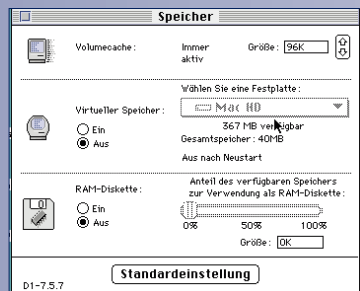 Speicher
Volumecache:
Immer aktiv
Größe: 96K
Wählen Sie eine Festplatte:
Mac HD
Virtueller Speicher:
Ein
Aus
367 MB verfügbar
Gesamtspeicher: 40MB
Aus nach Neustart
RAM-Diskette:
Ein
Aus
Anteil des verfügbaren Speichers
zur Verwendung als RAM-Diskette:
0% 50% 100%
Größe: 0K
Standardeinstellung
D1-7.5.7